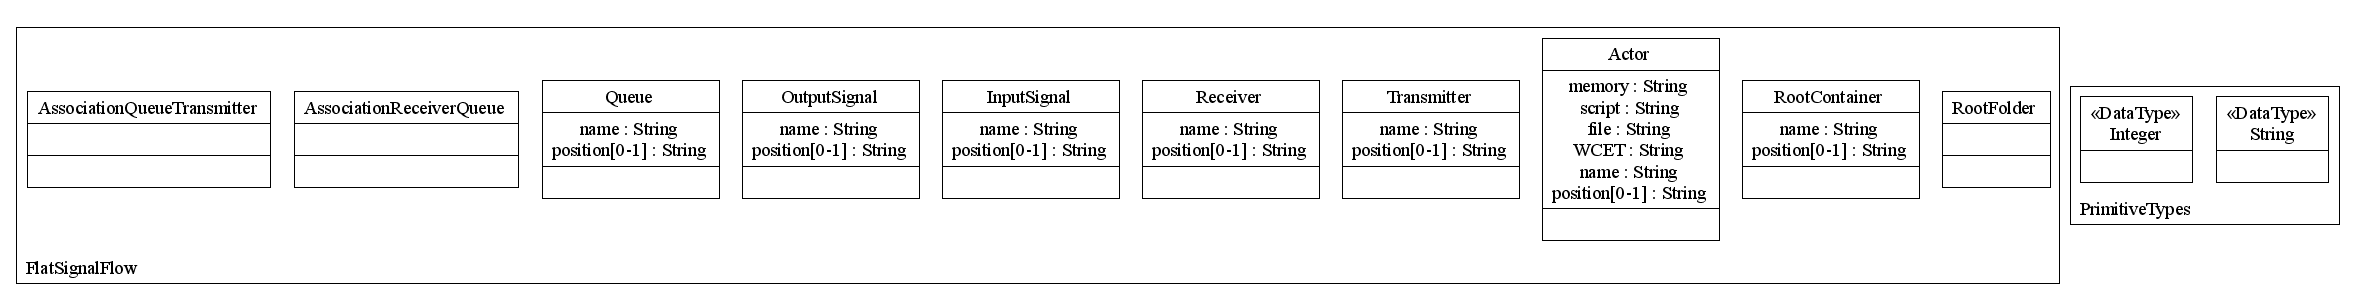 AssociationQueueTransmitter
AssociationReceiverQueue
Queue
name : String
position[0-1] : String
OutputSignal
name : String
position[0-1] : String
InputSignal
name : String
position[0-1] : String
Receiver
name : String
position[0-1] : String
Transmitter
name : String
position[0-1] : String
Actor
memory : String
script : String
file : String
WCET : String
name : String
position[0-1] : String
RootContainer
name : String
position[0-1] : String
RootFolder
FlatSignalFlow
«DataType»
Integer
«DataType»
String
PrimitiveTypes